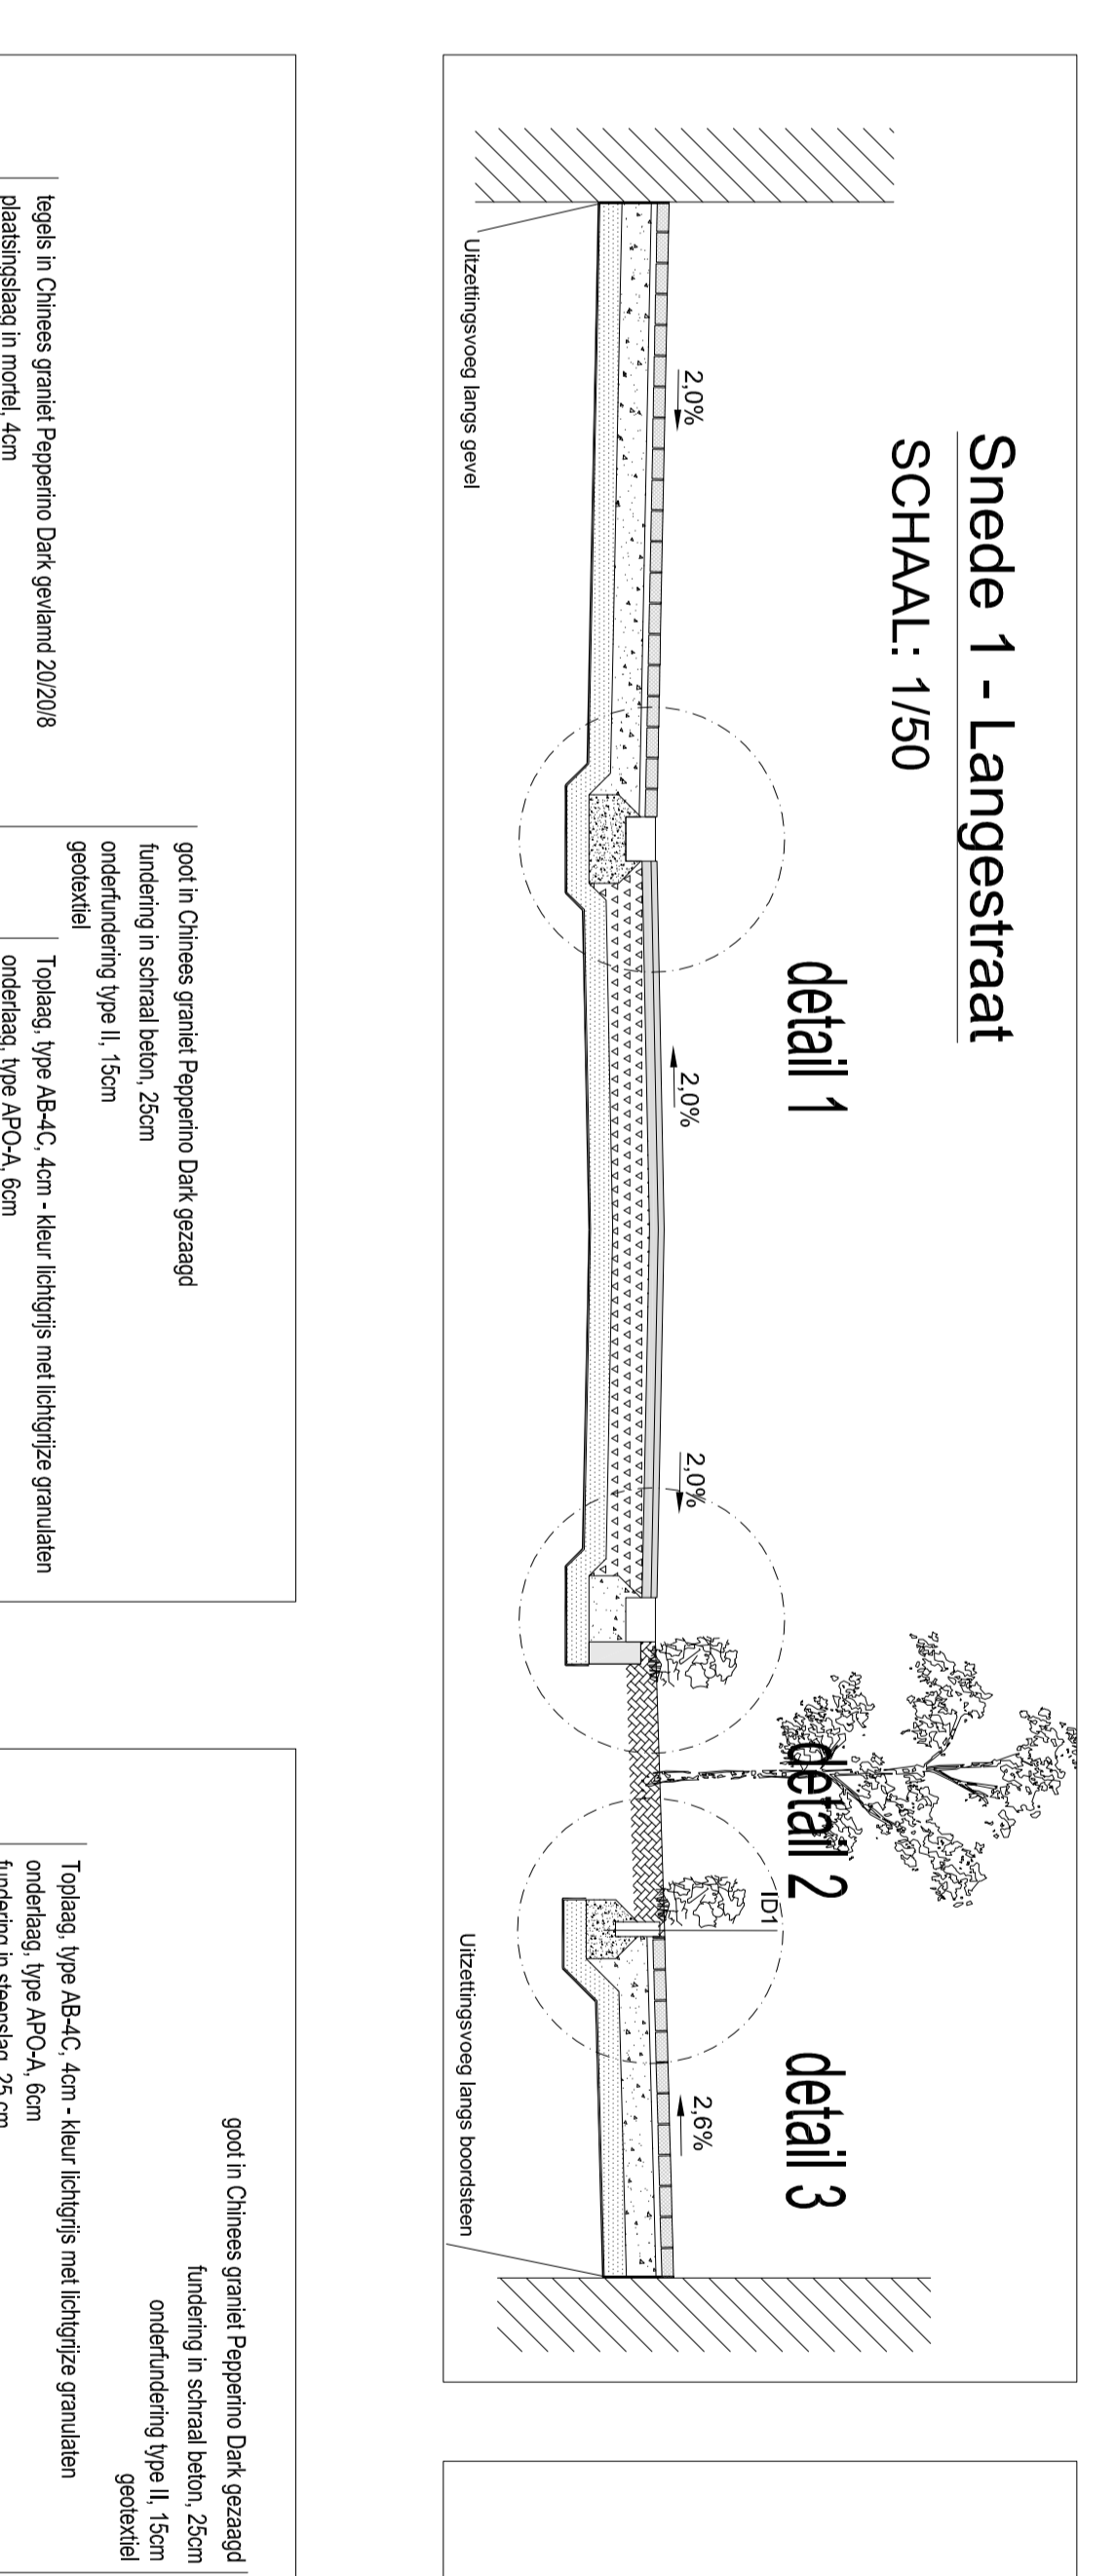 Snede 1 - Langestraat
SCHAAL: 1/50
detail 1
detail 2
detail 3
ID1
2,0%
2,0%
2,0%
2,6%
Uitzettingsvoeg langs gevel
Uitzettingsvoeg langs boordsteen
goot in Chinees graniet Pepperino Dark gezaagd
fundering in schraal beton, 25cm
onderfundering type II, 15cm
geotextiel
tegels in Chinees graniet Pepperino Dark gevlamd 20/20/8
plaatsingslaag in mortel, 4cm
Toplaag, type AB-4C, 4cm - kleur lichtgrijs met lichtgrijze granulaten
onderlaag, type APO-A, 6cm
goot in Chinees graniet Pepperino Dark gezaagd
fundering in schraal beton, 25cm
onderfundering type II, 15cm
geotextiel
Toplaag, type AB-4C, 4cm - kleur lichtgrijs met lichtgrijze granulaten
onderlaag, type APO-A, 6cm
fundering in steenslag, 25 cm